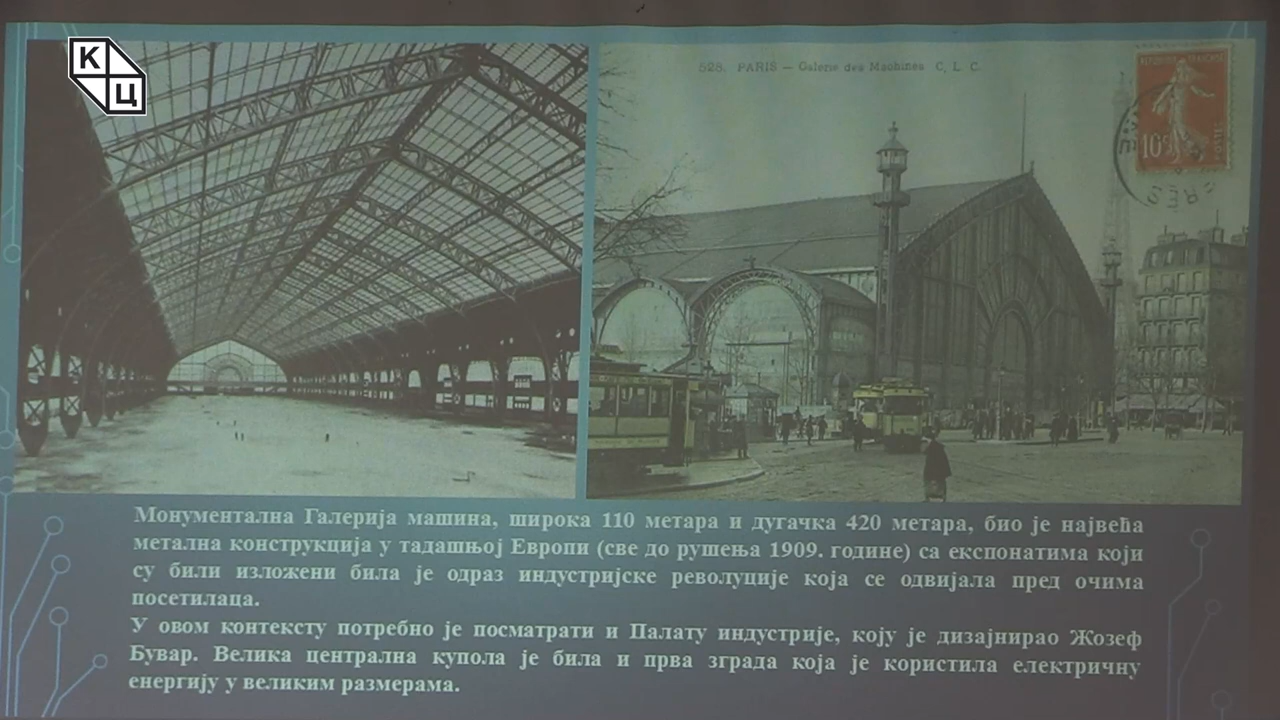 К
Ц
528. PARIS — Galerie des Machines C. L. C.
10c
Монументална Галерија машина, широка 110 метара и дугачка 420 метара, био је највећа
метална конструкција у тадашњој Европи (све до рушења 1909. године) са експонатима који
су били изложени била је одраз индустријске револуције која се одвијала пред очима
посетилаца.
У овом контексту потребно је посматрати и Палату индустрије, коју је дизајнирао Жозеф
Бувар. Велика централна купола је била и прва зграда која је користила електричну
енергију у великим размерама.